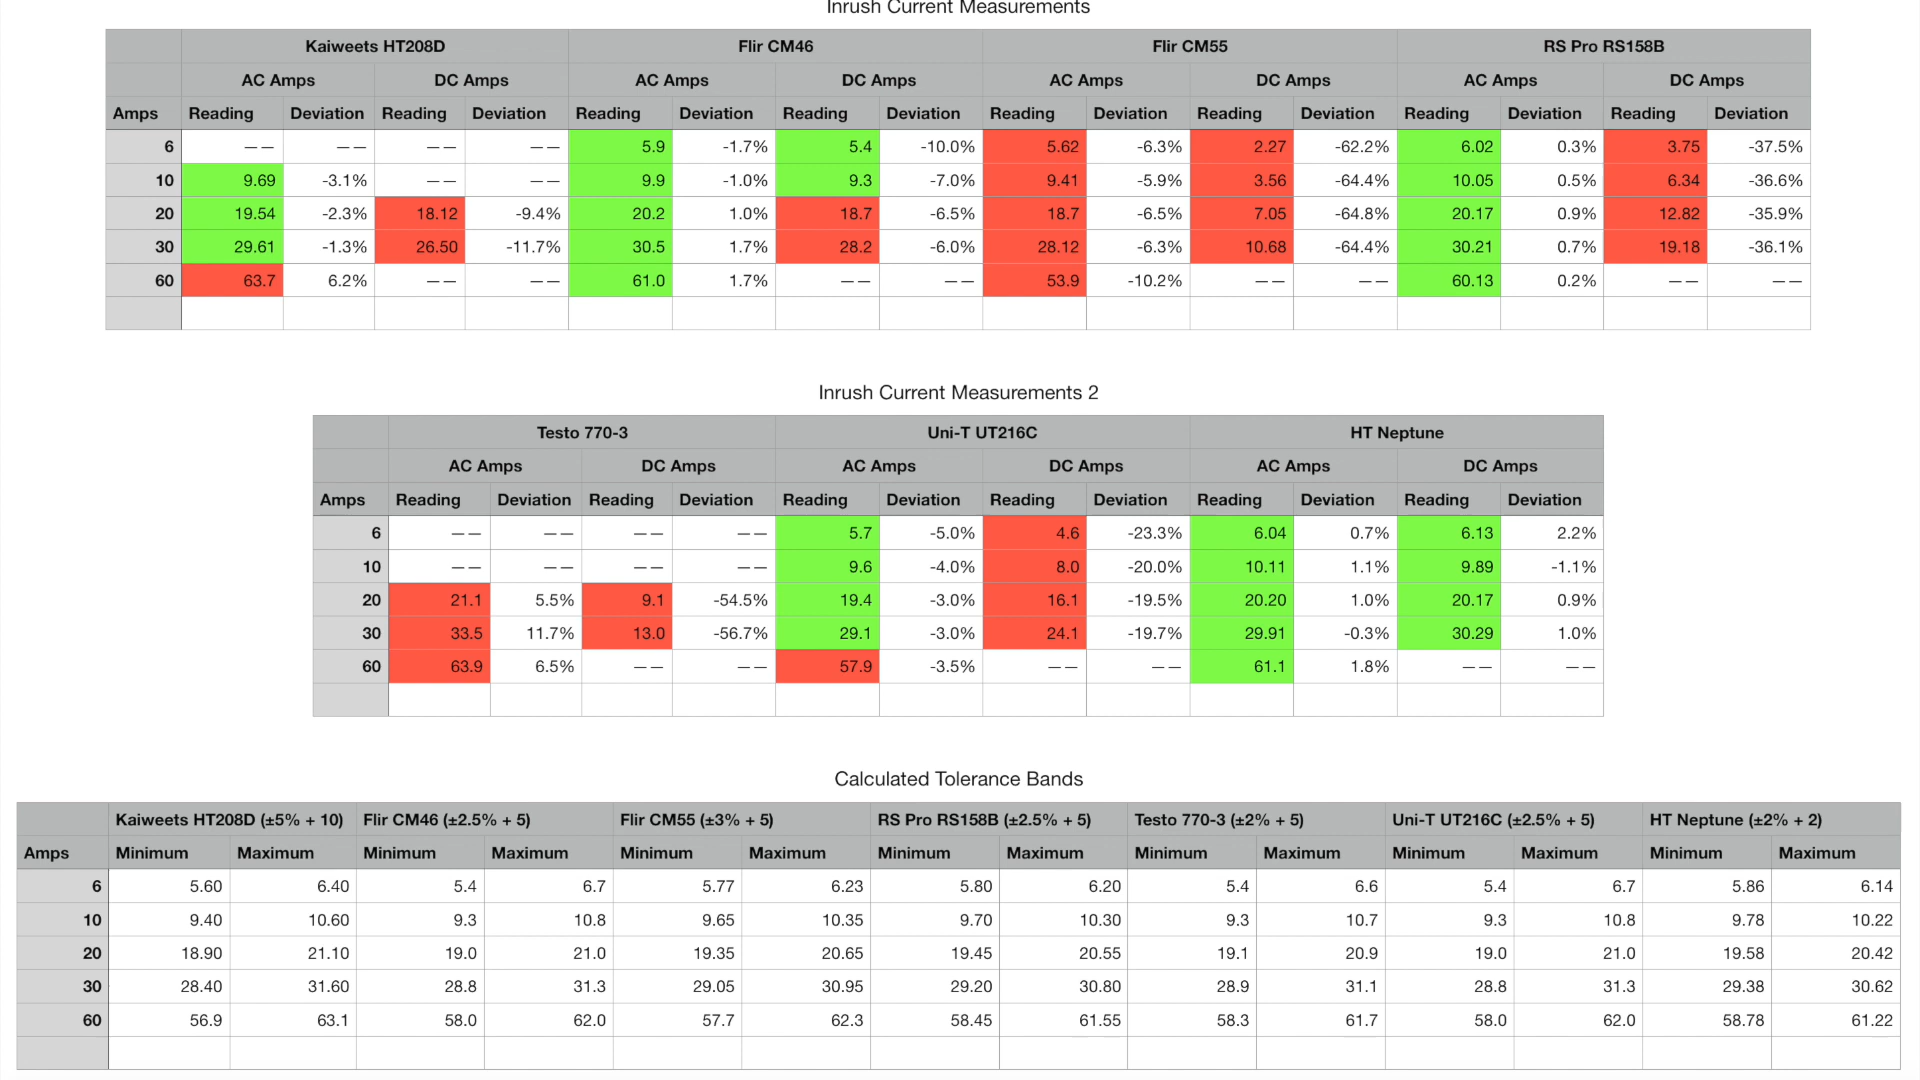 Inrush Current Measurements
Kaiweets HT208D Flir CM46 Flir CM55 RS Pro RS158B
AC Amps DC Amps AC Amps DC Amps AC Amps DC Amps AC Amps DC Amps
Amps Reading Deviation Reading Deviation Reading Deviation Reading Deviation Reading Deviation Reading Deviation Reading Deviation Reading Deviation
6 —— —— —— —— 5.9 -1.7% 5.4 -10.0% 5.62 -6.3% 2.27 -62.2% 6.02 0.3% 3.75 -37.5%
10 9.69 -3.1% —— —— 9.9 -1.0% 9.3 -7.0% 9.41 -5.9% 3.56 -64.4% 10.05 0.5% 6.34 -36.6%
20 19.54 -2.3% 18.12 -9.4% 20.2 1.0% 18.7 -6.5% 18.7 -6.5% 7.05 -64.8% 20.17 0.9% 12.82 -35.9%
30 29.61 -1.3% 26.50 -11.7% 30.5 1.7% 28.2 -6.0% 28.12 -6.3% 10.68 -64.4% 30.21 0.7% 19.18 -36.1%
60 63.7 6.2% —— —— 61.0 1.7% —— —— 53.9 -10.2% —— —— 60.13 0.2% —— ——
Inrush Current Measurements 2
Testo 770-3 Uni-T UT216C HT Neptune
AC Amps DC Amps AC Amps DC Amps AC Amps DC Amps
Amps Reading Deviation Reading Deviation Reading Deviation Reading Deviation Reading Deviation Reading Deviation
6 —— —— —— —— 5.7 -5.0% 4.6 -23.3% 6.04 0.7% 6.13 2.2%
10 —— —— —— —— 9.6 -4.0% 8.0 -20.0% 10.11 1.1% 9.89 -1.1%
20 21.1 5.5% 9.1 -54.5% 19.4 -3.0% 16.1 -19.5% 20.20 1.0% 20.17 0.9%
30 33.5 11.7% 13.0 -56.7% 29.1 -3.0% 24.1 -19.7% 29.91 -0.3% 30.29 1.0%
60 63.9 6.5% —— —— 57.9 -3.5% —— —— 61.1 1.8% —— ——
Calculated Tolerance Bands
Kaiweets HT208D (±5% + 10) Flir CM46 (±2.5% + 5) Flir CM55 (±3% + 5) RS Pro RS158B (±2.5% + 5) Testo 770-3 (±2% + 5) Uni-T UT216C (±2.5% + 5) HT Neptune (±2% + 2)
Amps Minimum Maximum Minimum Maximum Minimum Maximum Minimum Maximum Minimum Maximum Minimum Maximum Minimum Maximum
6 5.60 6.40 5.4 6.7 5.77 6.23 5.80 6.20 5.4 6.6 5.4 6.7 5.86 6.14
10 9.40 10.60 9.3 10.8 9.65 10.35 9.70 10.30 9.3 10.7 9.3 10.8 9.78 10.22
20 18.90 21.10 19.0 21.0 19.35 20.65 19.45 20.55 19.1 20.9 19.0 21.0 19.58 20.42
30 28.40 31.60 28.8 31.3 29.05 30.95 29.20 30.80 28.9 31.1 28.8 31.3 29.38 30.62
60 56.9 63.1 58.0 62.0 57.7 62.3 58.45 61.55 58.3 61.7 58.0 62.0 58.78 61.22